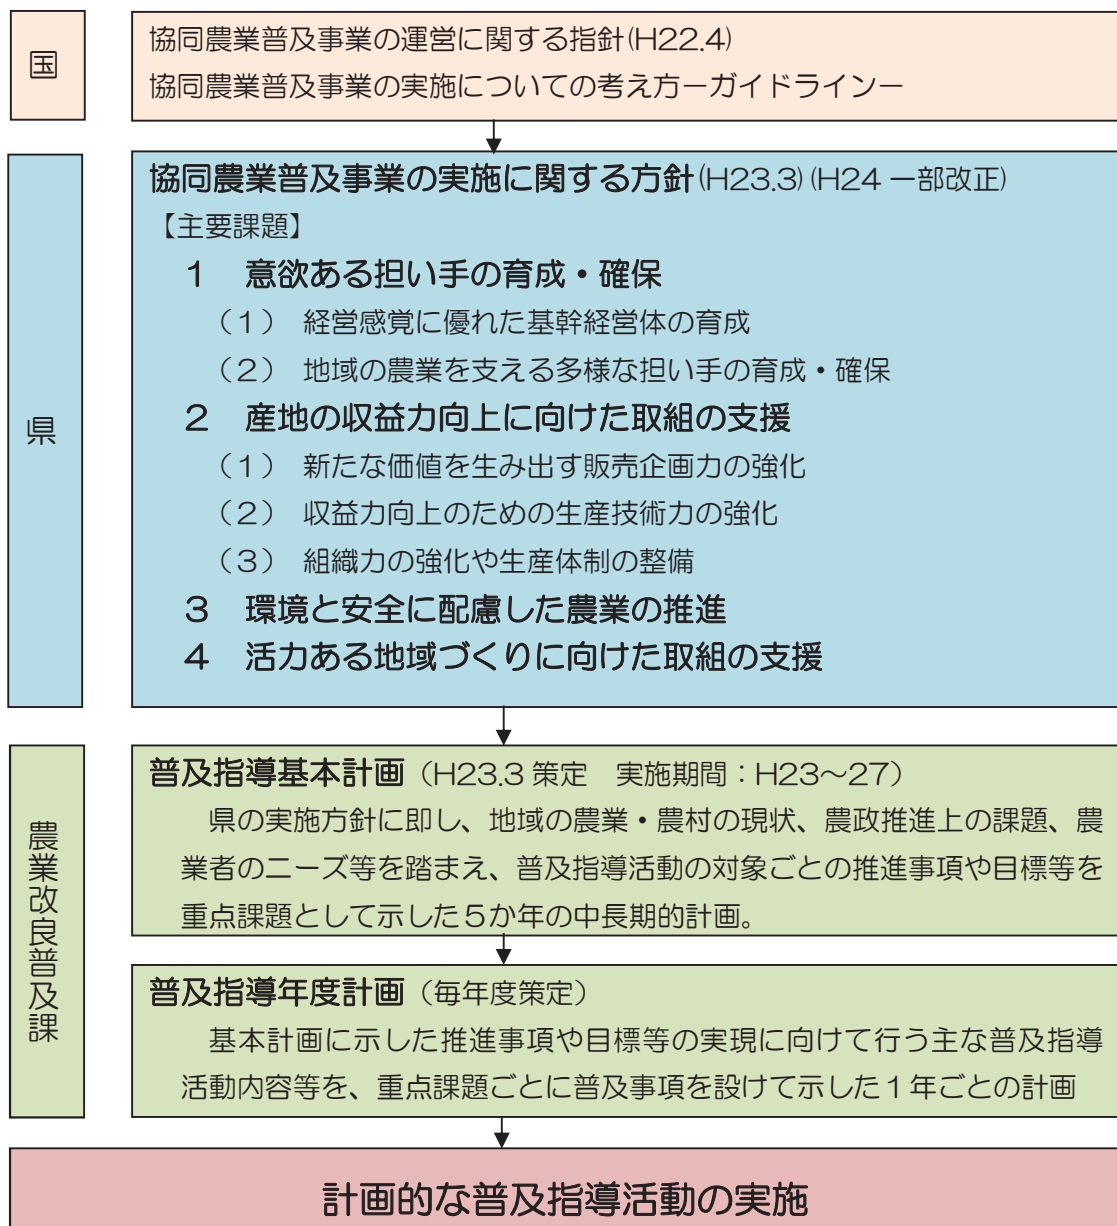 国
協同農業普及事業の運営に関する指針(H22.4)
協同農業普及事業の実施についての考え方ーガイドラインー
県
協同農業普及事業の実施に関する方針(H23.3)(H24 一部改正)
【主要課題】
1 意欲ある担い手の育成・確保
（1） 経営感覚に優れた基幹経営体の育成
（2） 地域の農業を支える多様な担い手の育成・確保
2 産地の収益力向上に向けた取組の支援
（1） 新たな価値を生み出す販売企画力の強化
（2） 収益力向上のための生産技術力の強化
（3） 組織力の強化や生産体制の整備
3 環境と安全に配慮した農業の推進
4 活力ある地域づくりに向けた取組の支援
農業改良普及課
普及指導基本計画（H23.3 策定 実施期間：H23～27）
県の実施方針に即し、地域の農業・農村の現状、農政推進上の課題、農
業者のニーズ等を踏まえ、普及指導活動の対象ごとの推進事項や目標等を
重点課題として示した５か年の中長期的計画。
普及指導年度計画（毎年度策定）
基本計画に示した推進事項や目標等の実現に向けて行う主な普及指導
活動内容等を、重点課題ごとに普及事項を設けて示した１年ごとの計画
計画的な普及指導活動の実施